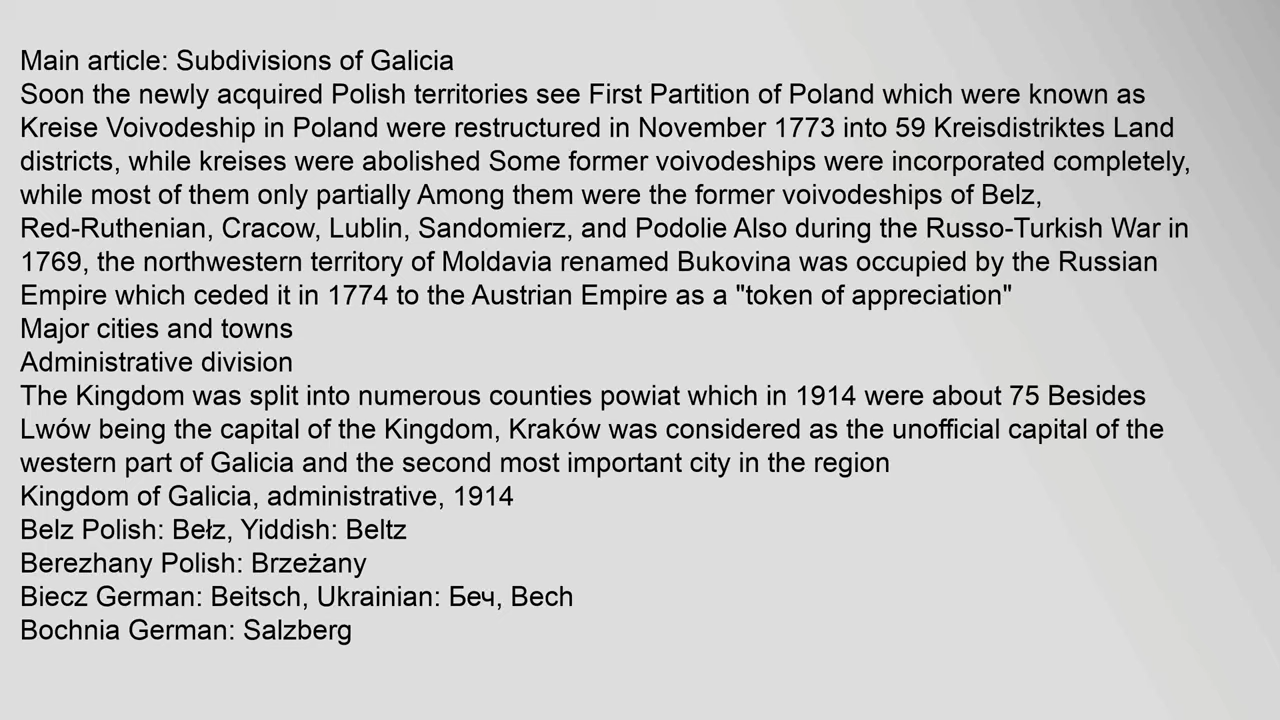 Main article: Subdivisions of Galicia
Soon the newly acquired Polish territories see First Partition of Poland which were known as
Kreise Voivodeship in Poland were restructured in November 1773 into 59 Kreisdistriktes Land
districts, while kreises were abolished Some former voivodeships were incorporated completely,
while most of them only partially Among them were the former voivodeships of Belz,
Red-Ruthenian, Cracow, Lublin, Sandomierz, and Podolie Also during the Russo-Turkish War in
1769, the northwestern territory of Moldavia renamed Bukovina was occupied by the Russian
Empire which ceded it in 1774 to the Austrian Empire as a "token of appreciation"
Major cities and towns
Administrative division
The Kingdom was split into numerous counties powiat which in 1914 were about 75 Besides
Lwów being the capital of the Kingdom, Kraków was considered as the unofficial capital of the
western part of Galicia and the second most important city in the region
Kingdom of Galicia, administrative, 1914
Belz Polish: Bełz, Yiddish: Beltz
Berezhany Polish: Brzeżany
Biecz German: Beitsch, Ukrainian: Беч, Bech
Bochnia German: Salzberg